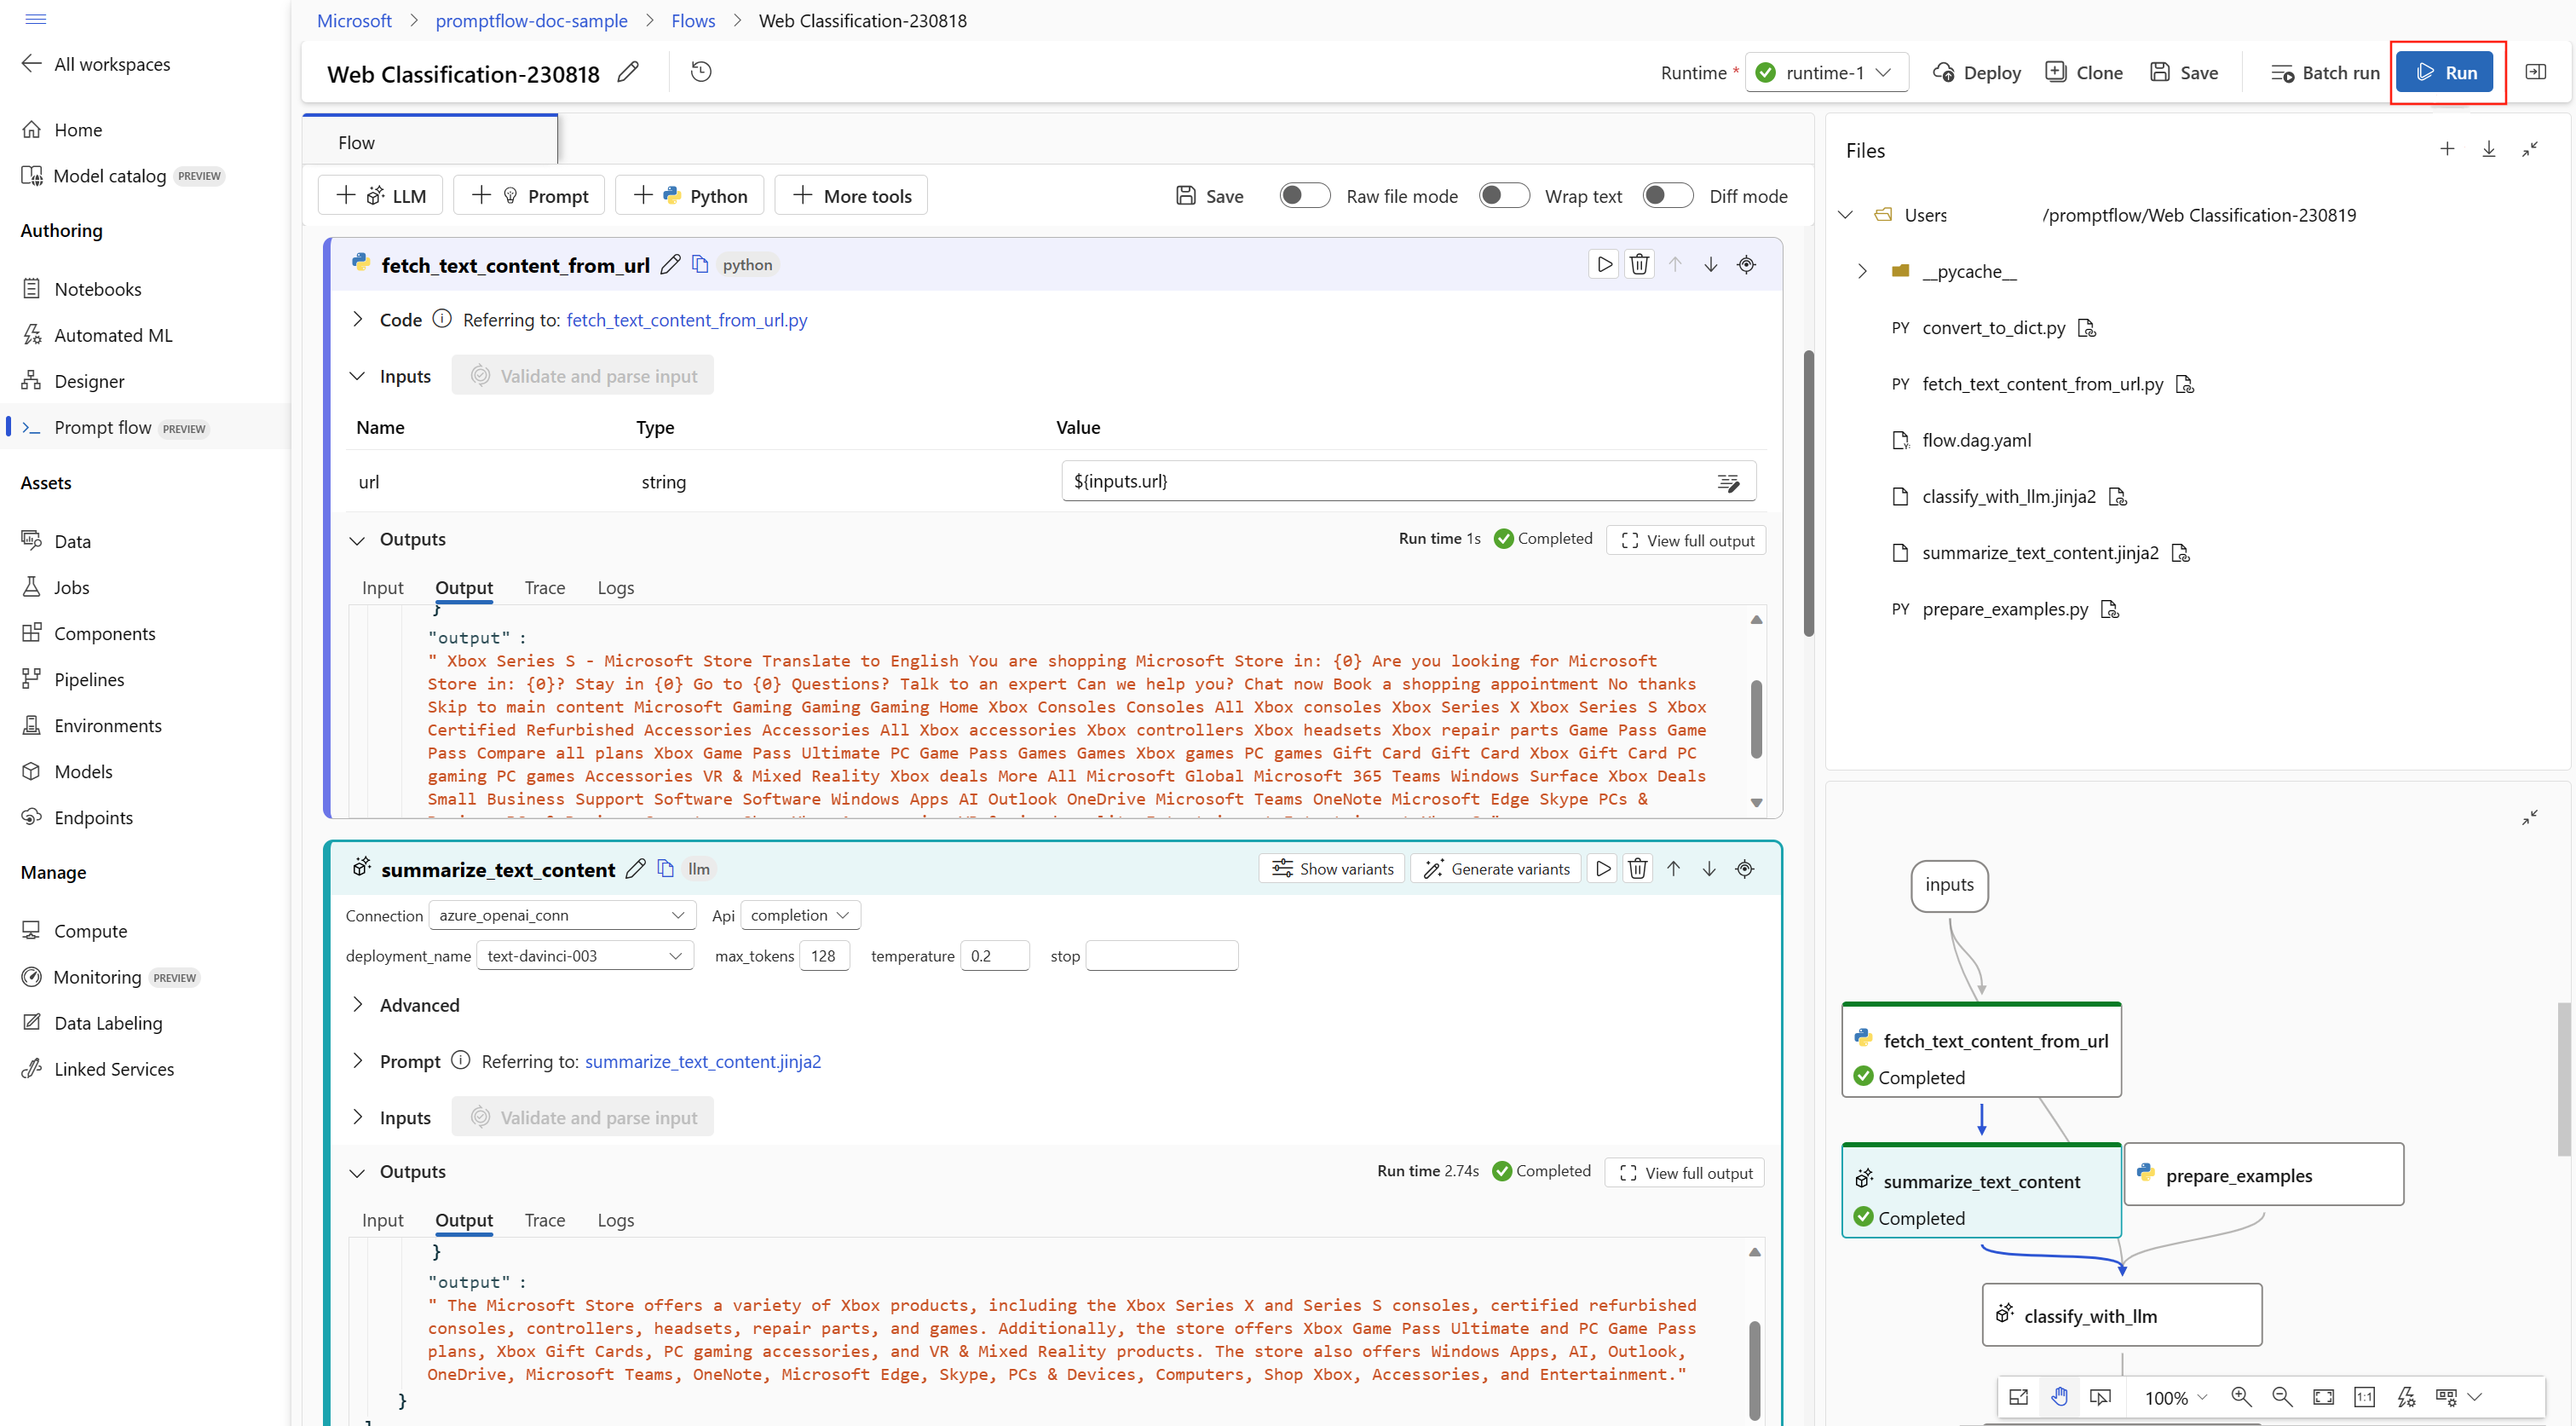 Microsoft > promptflow-doc-sample > Flows > Web Classification-230818
All workspaces
Home
Model catalog PREVIEW
Authoring
Notebooks
Automated ML
Designer
Prompt flow PREVIEW
Assets
Data
Jobs
Components
Pipelines
Environments
Models
Endpoints
Manage
Compute
Monitoring PREVIEW
Data Labeling
Linked Services
Web Classification-230818
Runtime * runtime-1 Deploy Clone Save Batch run Run
Flow
LLM Prompt Python More tools Save Raw file mode Wrap text Diff mode
fetch_text_content_from_url python
Code Referring to: fetch_text_content_from_url.py
Inputs Validate and parse input
Name Type Value
url string ${inputs.url}
Outputs Run time 1s Completed View full output
Input Output Trace Logs
}
"output" :
" Xbox Series S - Microsoft Store Translate to English You are shopping Microsoft Store in: {0} Are you looking for Microsoft
Store in: {0}? Stay in {0} Go to {0} Questions? Talk to an expert Can we help you? Chat now Book a shopping appointment No thanks
Skip to main content Microsoft Gaming Gaming Gaming Home Xbox Consoles Consoles All Xbox consoles Xbox Series X Xbox Series S Xbox
Certified Refurbished Accessories Accessories All Xbox accessories Xbox controllers Xbox headsets Xbox repair parts Game Pass Game
Pass Compare all plans Xbox Game Pass Ultimate PC Game Pass Games Games Xbox games PC games Gift Card Gift Card Xbox Gift Card PC
gaming PC games Accessories VR & Mixed Reality Xbox deals More All Microsoft Global Microsoft 365 Teams Windows Surface Xbox Deals
Small Business Support Software Software Windows Apps AI Outlook OneDrive Microsoft Teams OneNote Microsoft Edge Skype PCs &
summarize_text_content llm Show variants Generate variants
Connection azure_openai_conn Api completion
deployment_name text-davinci-003 max_tokens 128 temperature 0.2 stop
Advanced
Prompt Referring to: summarize_text_content.jinja2
Inputs Validate and parse input
Outputs Run time 2.74s Completed View full output
Input Output Trace Logs
}
"output" :
" The Microsoft Store offers a variety of Xbox products, including the Xbox Series X and Series S consoles, certified refurbished
consoles, controllers, headsets, repair parts, and games. Additionally, the store offers Xbox Game Pass Ultimate and PC Game Pass
plans, Xbox Gift Cards, PC gaming accessories, and VR & Mixed Reality products. The store also offers Windows Apps, AI, Outlook,
OneDrive, Microsoft Teams, OneNote, Microsoft Edge, Skype, PCs & Devices, Computers, Shop Xbox, Accessories, and Entertainment."
}
Files
Users /promptflow/Web Classification-230819
__pycache__
PY convert_to_dict.py
PY fetch_text_content_from_url.py
flow.dag.yaml
classify_with_llm.jinja2
summarize_text_content.jinja2
PY prepare_examples.py
inputs
fetch_text_content_from_url
Completed
summarize_text_content
Completed
prepare_examples
classify_with_llm
100% 1:1